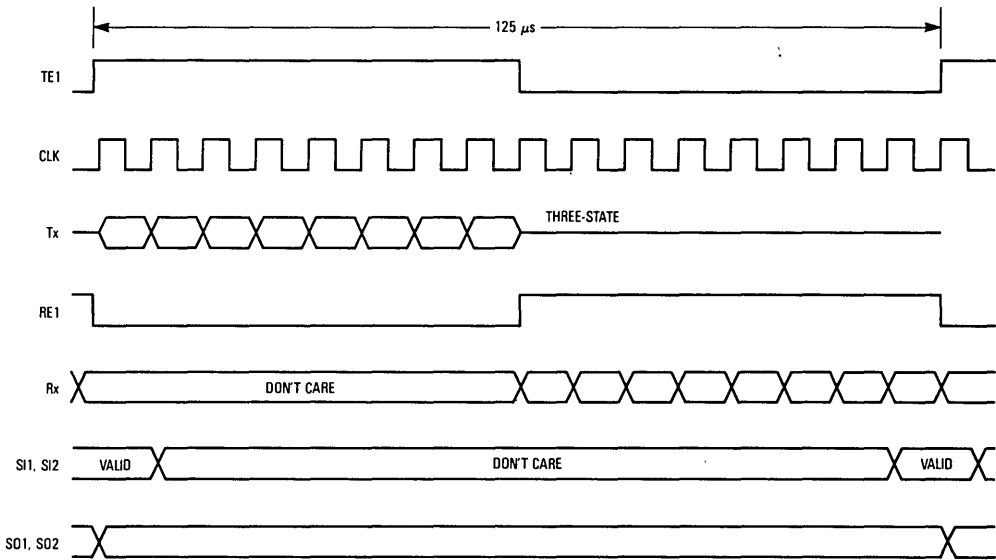 125 μs
TE1
CLK
Tx
THREE-STATE
RE1
Rx
DON'T CARE
SI1, SI2
VALID
DON'T CARE
VALID
SO1, SO2